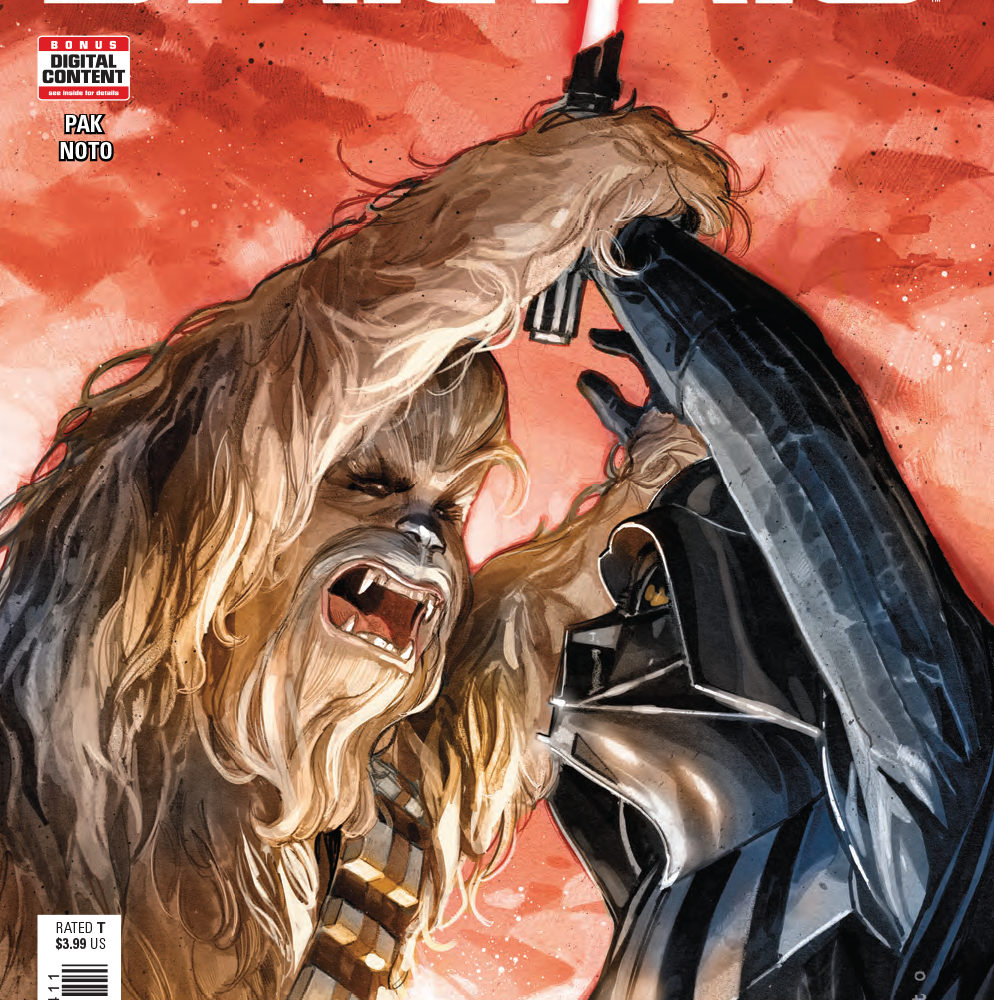 BONUS
DIGITAL
CONTENT
see inside for details
PAK
NOTO
RATED T
$3.99 US